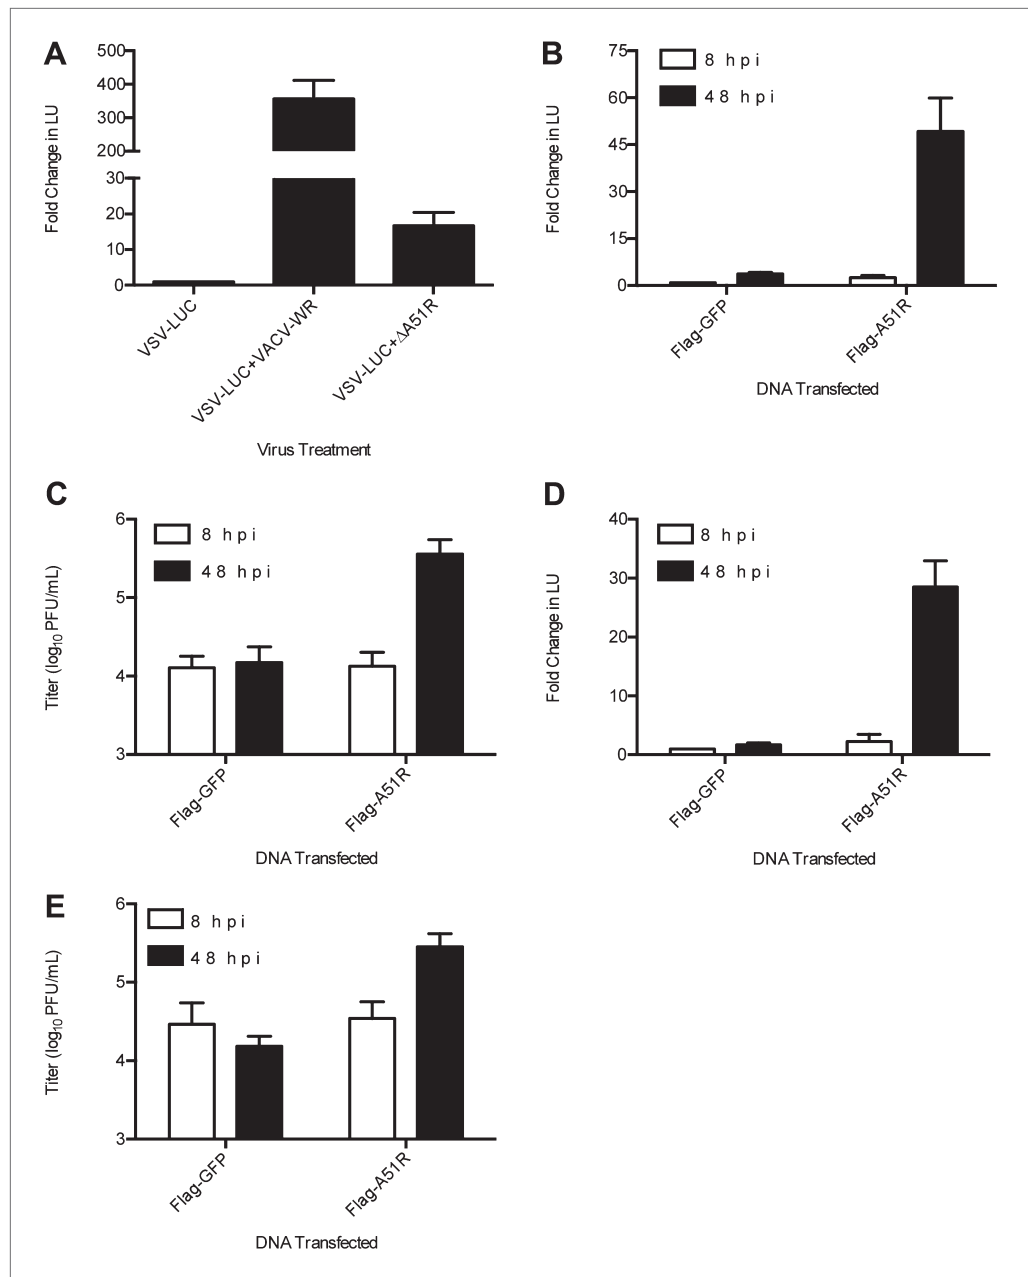 A
Fold Change in LU
500
400
300
200
30
20
10
0
VSV-LUC
VSV-LUC+VACV-WR
VSV-LUC+ΔA51R
Virus Treatment
B
Fold Change in LU
75
60
45
30
15
0
8 hpi
48 hpi
Flag-GFP
Flag-A51R
DNA Transfected
C
Titer (log₁₀ PFU/mL)
6
5
4
3
8 hpi
48 hpi
Flag-GFP
Flag-A51R
DNA Transfected
D
Fold Change in LU
40
30
20
10
0
8 hpi
48 hpi
Flag-GFP
Flag-A51R
DNA Transfected
E
Titer (log₁₀ PFU/mL)
6
5
4
3
8 hpi
48 hpi
Flag-GFP
Flag-A51R
DNA Transfected